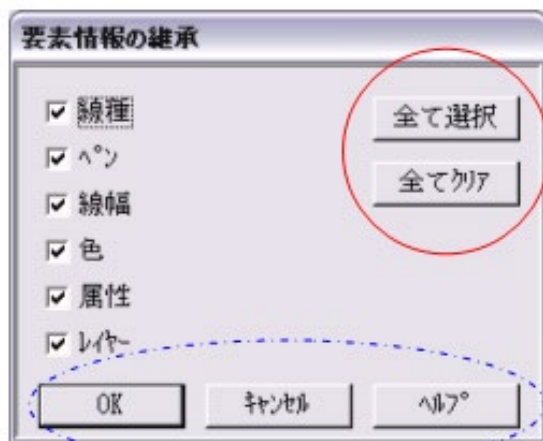 要素情報の継承
線種
ﾍﾟﾝ
線幅
色
属性
ﾚｲﾔｰ
全て選択
全てｸﾘｱ
OK
ｷｬﾝｾﾙ
ﾍﾙﾌﾟ